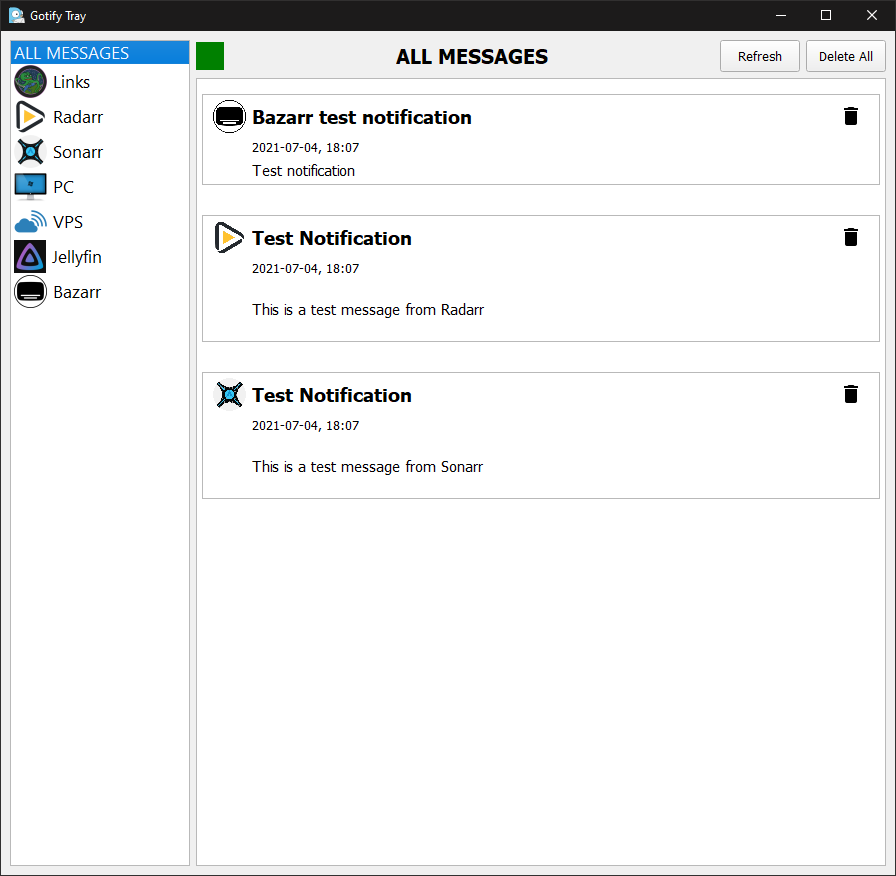 Gotify Tray
ALL MESSAGES
Links
Radarr
Sonarr
PC
VPS
Jellyfin
Bazarr
ALL MESSAGES
Refresh
Delete All
Bazarr test notification
2021-07-04, 18:07
Test notification
Test Notification
2021-07-04, 18:07
This is a test message from Radarr
Test Notification
2021-07-04, 18:07
This is a test message from Sonarr